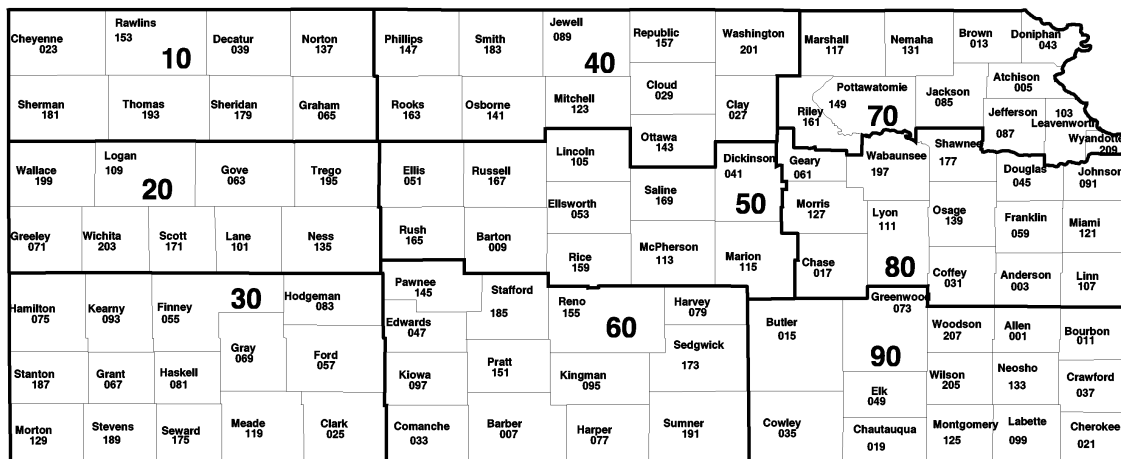 Cheyenne
023
Rawlins
153
Decatur
039
Norton
137
10
Phillips
147
Smith
183
Jewell
089
Republic
157
Washington
201
40
Marshall
117
Nemaha
131
Brown
013
Doniphan
043
Atchison
005
Sherman
181
Thomas
193
Sheridan
179
Graham
065
Rooks
163
Osborne
141
Mitchell
123
Cloud
029
Clay
027
Ottawa
143
Riley
161
Pottawatomie
149
70
Jackson
085
Jefferson
087
103
Leavenworth
Wyandotte
209
Wallace
199
Logan
109
Gove
063
Trego
195
20
Ellis
051
Russell
167
Lincoln
105
Saline
169
Dickinson
041
50
Ellsworth
053
Geary
061
Wabaunsee
197
Shawnee
177
Douglas
045
Johnson
091
Greeley
071
Wichita
203
Scott
171
Lane
101
Ness
135
Rush
165
Barton
009
Rice
159
McPherson
113
Marion
115
Morris
127
Chase
017
Lyon
111
80
Osage
139
Franklin
059
Miami
121
Coffey
031
Anderson
003
Linn
107
Hamilton
075
Kearny
093
Finney
055
30
Hodgeman
083
Gray
069
Ford
057
Pawnee
145
Stafford
185
Edwards
047
Reno
155
60
Harvey
079
Sedgwick
173
Butler
015
Greenwood
073
90
Woodson
207
Allen
001
Bourbon
011
Stanton
187
Grant
067
Haskell
081
Kiowa
097
Pratt
151
Kingman
095
Elk
049
Wilson
205
Neosho
133
Crawford
037
Morton
129
Stevens
189
Seward
175
Meade
119
Clark
025
Comanche
033
Barber
007
Harper
077
Sumner
191
Cowley
035
Chautauqua
019
Montgomery
125
Labette
099
Cherokee
021